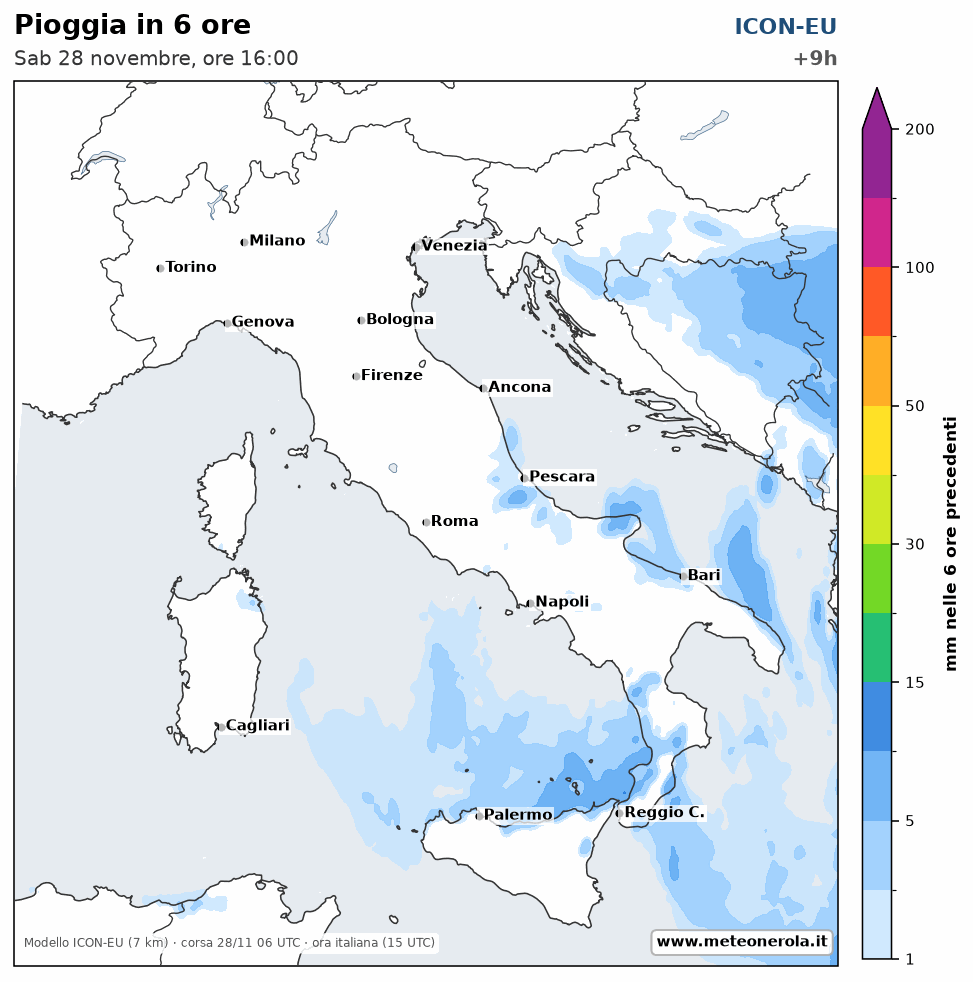 Pioggia in 6 ore
ICON-EU
Sab 28 novembre, ore 16:00
+9h
200
100
50
30
15
5
1
mm nelle 6 ore precedenti
Milano
Venezia
Torino
Bologna
Genova
Firenze
Ancona
Pescara
Roma
Bari
Napoli
Cagliari
Palermo
Reggio C.
Modello ICON-EU (7 km) · corsa 28/11 06 UTC · ora italiana (15 UTC)
www.meteonerola.it